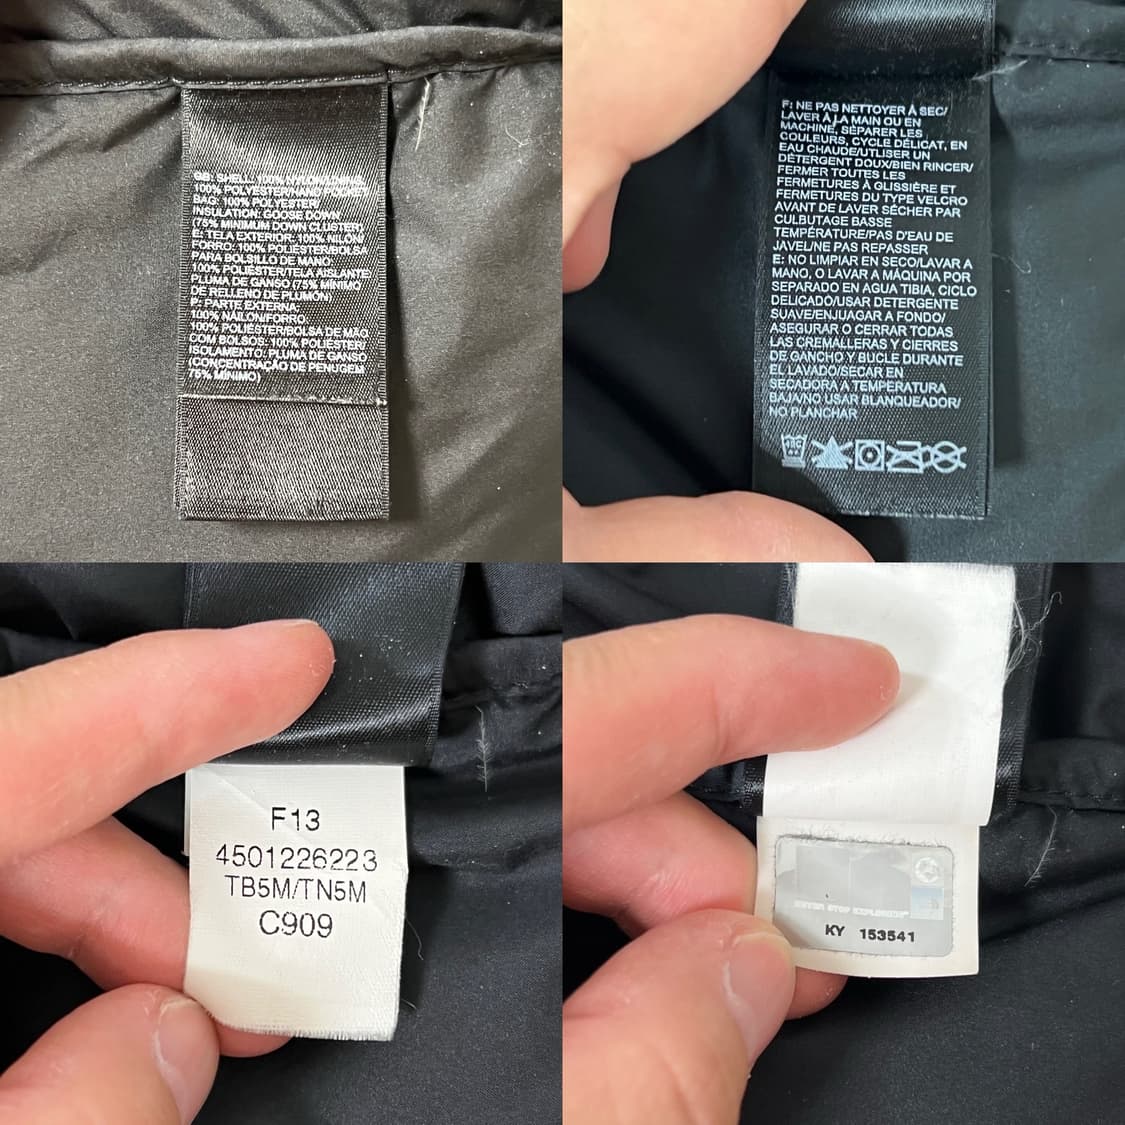 GB: SHELL: 100% NYLON/LINING:
100% POLYESTER/HAND POCKET
BAG: 100% POLYESTER/
INSULATION: GOOSE DOWN
(75% MINIMUM DOWN CLUSTER)
E: TELA EXTERIOR: 100% NILÓN/
FORRO: 100% POLIÉSTER/BOLSA
PARA BOLSILLO DE MANO:
100% POLIÉSTER/TELA AISLANTE:
PLUMA DE GANSO (75% MÍNIMO
DE RELLENO DE PLUMÓN)
P: PARTE EXTERNA:
100% NÁILON/FORRO:
100% POLIÉSTER/BOLSA DE MÃO
COM BOLSOS: 100% POLIÉSTER/
ISOLAMENTO: PLUMA DE GANSO
(CONCENTRAÇÃO DE PENUGEM
75% MÍNIMO)
F: NE PAS NETTOYER À SEC/
LAVER À LA MAIN OU EN
MACHINE, SÉPARER LES
COULEURS, CYCLE DÉLICAT, EN
EAU CHAUDE/UTLISER UN
DÉTERGENT DOUX/BIEN RINCER/
FERMER TOUTES LES
FERMETURES À GLISSIÈRE ET
FERMETURES DU TYPE VELCRO
AVANT DE LAVER SÉCHER PAR
CULBUTAGE BASSE
TEMPÉRATURE/PAS D'EAU DE
JAVEL/NE PAS REPASSER
E: NO LIMPIAR EN SECO/LAVAR A
MANO, O LAVAR A MÁQUINA POR
SEPARADO EN AGUA TIBIA, CICLO
DELICADO/USAR DETERGENTE
SUAVE/ENJUAGAR A FONDO/
ASEGURAR O CERRAR TODAS
LAS CREMALLERAS Y CIERRES
DE GANCHO Y BUCLE DURANTE
EL LAVADO/SECAR EN
SECADORA A TEMPERATURA
BAJA/NO USAR BLANQUEADOR/
NO PLANCHAR
F13
4501226223
TB5M/TN5M
C909
NEVER STOP EXPLORING
KY 153541